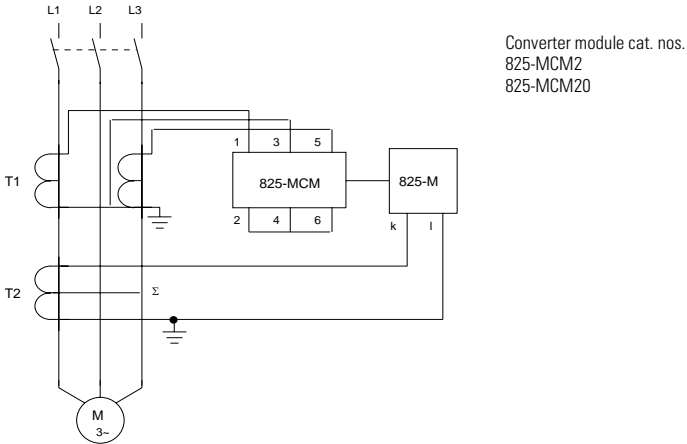 L1 L2 L3
Converter module cat. nos.
825-MCM2
825-MCM20
1 3 5
T1
825-MCM
825-M
2 4 6
k l
T2
Σ
M
3~